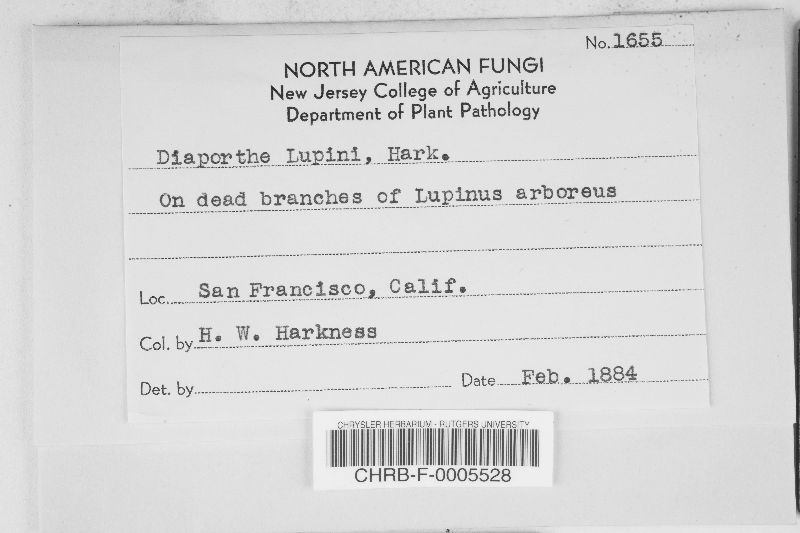 No. 1655
NORTH AMERICAN FUNGI
New Jersey College of Agriculture
Department of Plant Pathology
Diaporthe Lupini, Hark.
On dead branches of Lupinus arboreus
Loc. San Francisco, Calif.
Col. by H. W. Harkness
Det. by Date Feb. 1884
CHRYSLER HERBARIUM - RUTGERS UNIVERSITY
CHRB-F-0005528